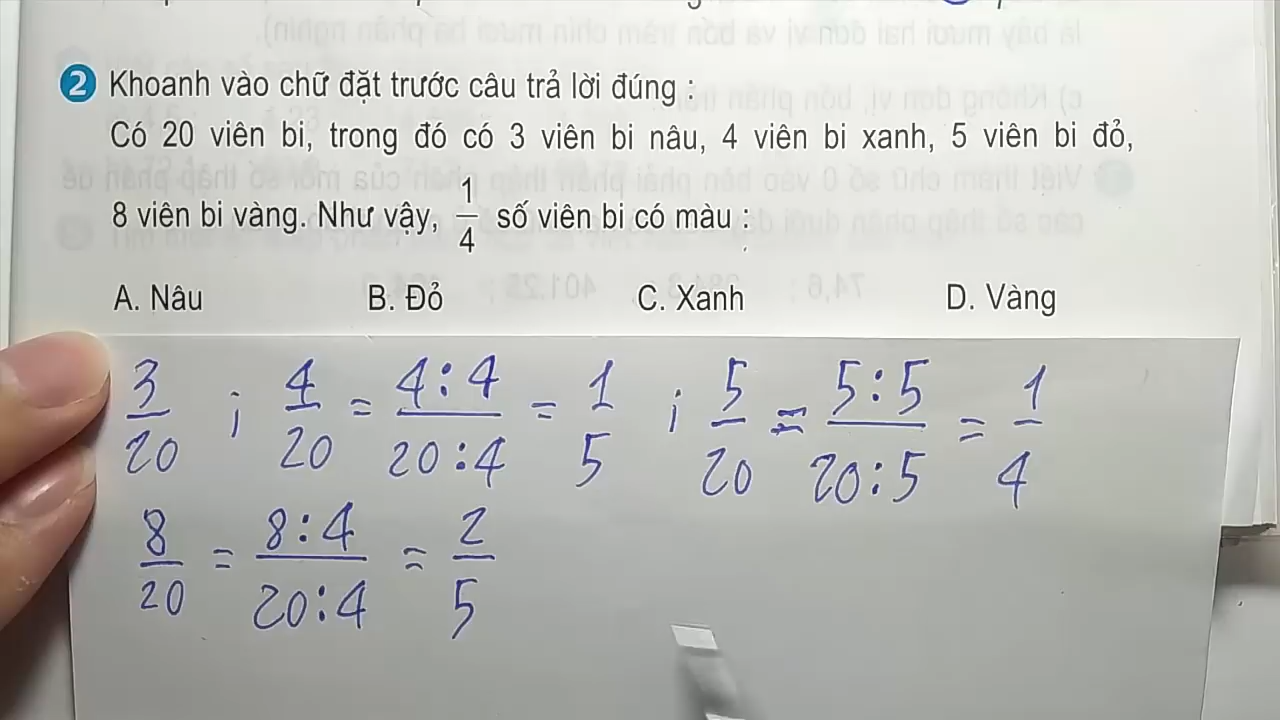 2 Khoanh vào chữ đặt trước câu trả lời đúng :
Có 20 viên bi, trong đó có 3 viên bi nâu, 4 viên bi xanh, 5 viên bi đỏ,
8 viên bi vàng. Như vậy, 1/4 số viên bi có màu :
A. Nâu B. Đỏ C. Xanh D. Vàng
3/20 ; 4/20 = 4:4/20:4 = 1/5 ; 5/20 = 5:5/20:5 = 1/4
8/20 = 8:4/20:4 = 2/5